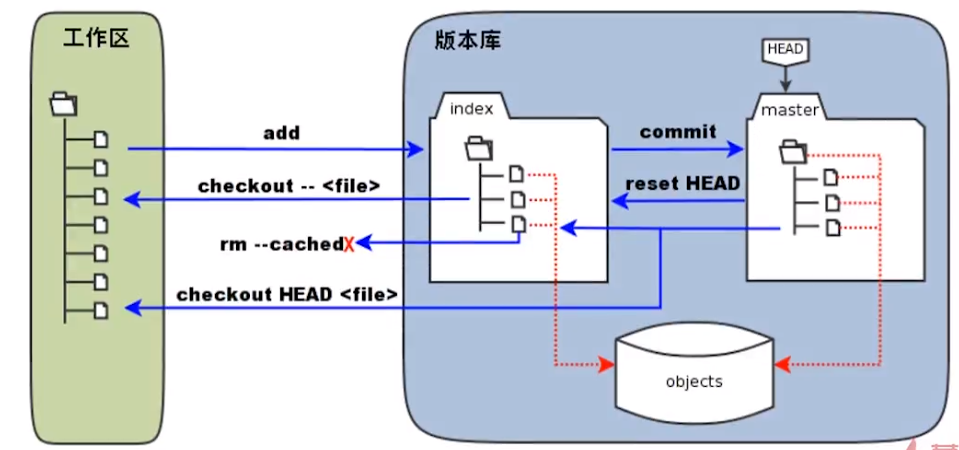 工作区
版本库
HEAD
index
master
add
commit
checkout -- <file>
reset HEAD
rm --cached
checkout HEAD <file>
objects